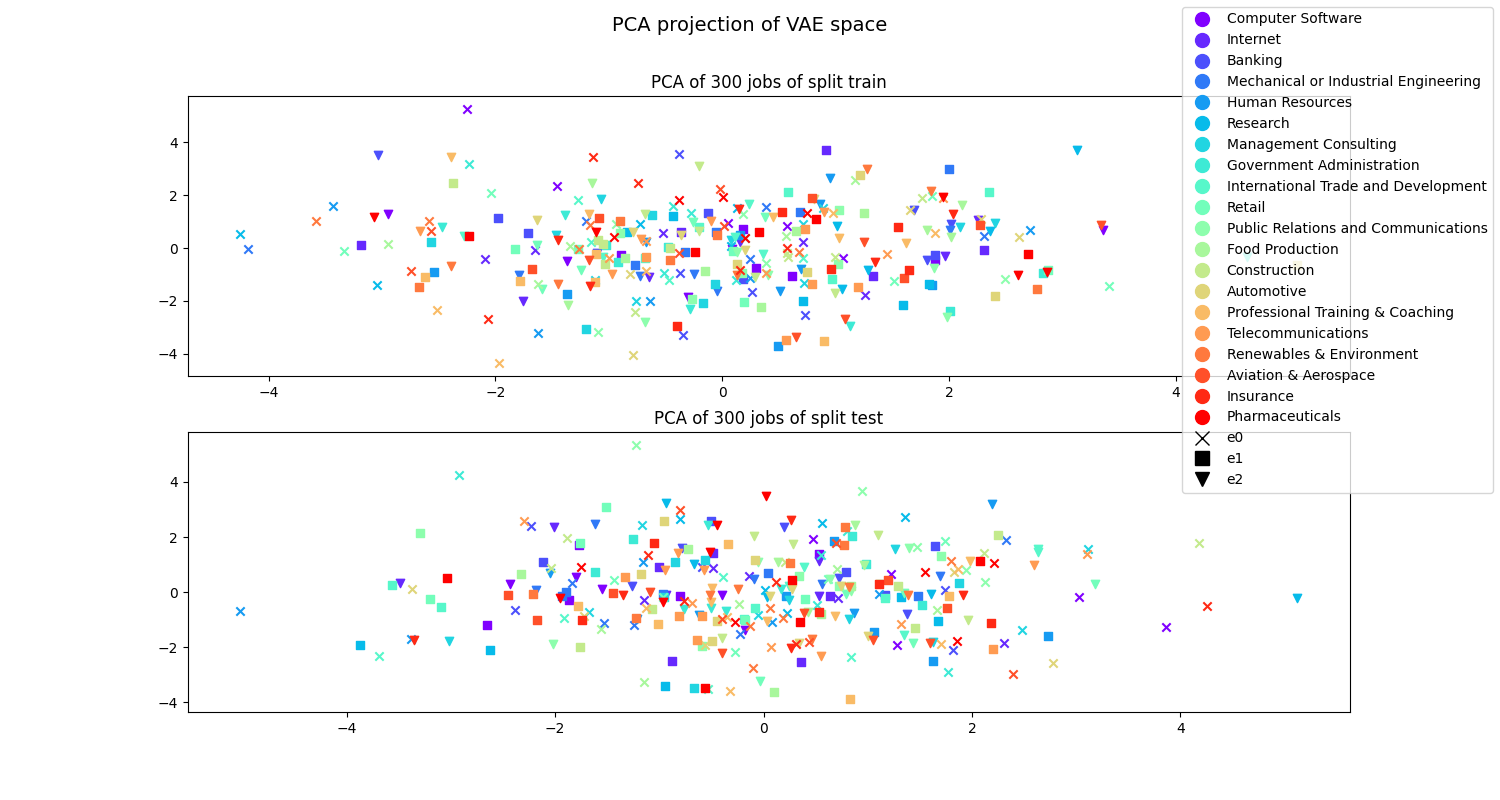 PCA projection of VAE space
PCA of 300 jobs of split train
4
2
0
−2
−4
−4
−2
0
2
4
PCA of 300 jobs of split test
4
2
0
−2
−4
−4
−2
0
2
4
Computer Software
Internet
Banking
Mechanical or Industrial Engineering
Human Resources
Research
Management Consulting
Government Administration
International Trade and Development
Retail
Public Relations and Communications
Food Production
Construction
Automotive
Professional Training & Coaching
Telecommunications
Renewables & Environment
Aviation & Aerospace
Insurance
Pharmaceuticals
e0
e1
e2